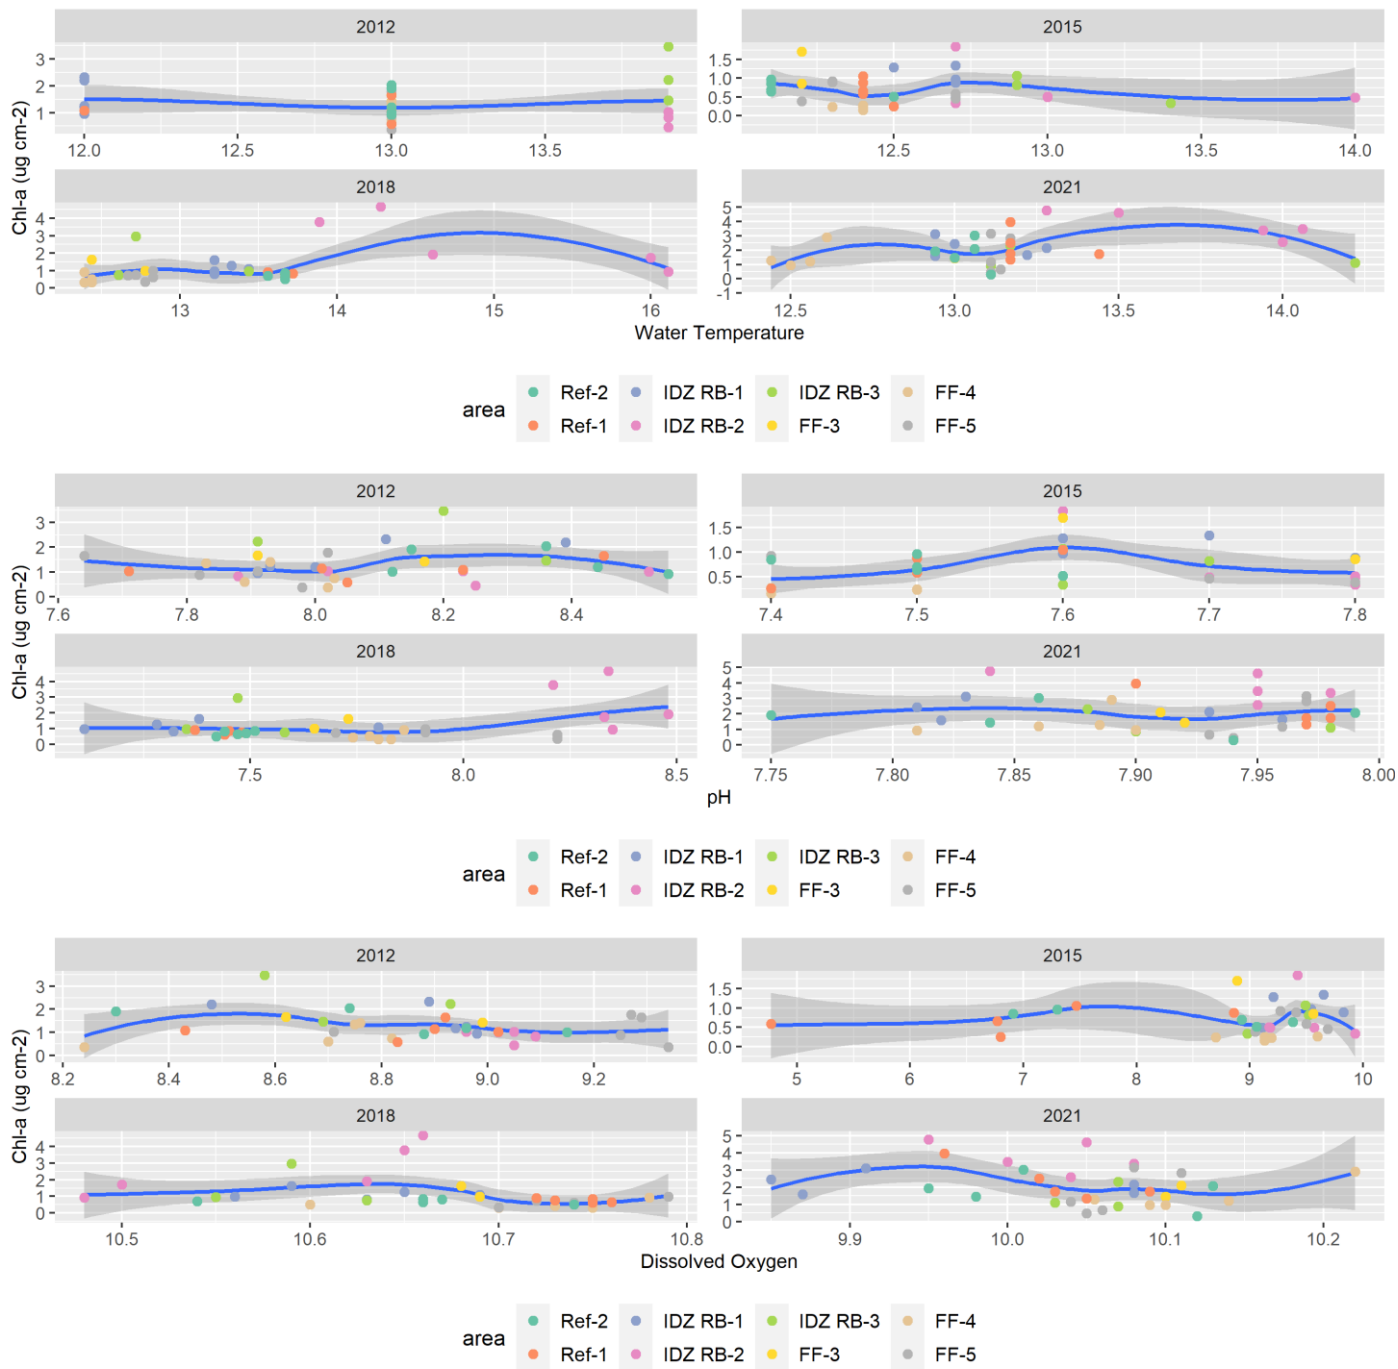 2012
2015
Chl-a (ug cm-2)
3
2
1
1.5
1.0
0.5
0.0
12.0 12.5 13.0 13.5
12.5 13.0 13.5 14.0
2018
2021
4
3
2
1
0
5
4
3
2
1
0
-1
13 14 15 16
12.5 13.0 13.5 14.0
Water Temperature
area
Ref-2 IDZ RB-1 IDZ RB-3 FF-4
Ref-1 IDZ RB-2 FF-3 FF-5
2012
2015
Chl-a (ug cm-2)
3
2
1
0
1.5
1.0
0.5
7.6 7.8 8.0 8.2 8.4
7.4 7.5 7.6 7.7 7.8
2018
2021
4
3
2
1
0
5
4
3
2
1
0
7.5 8.0 8.5
7.75 7.80 7.85 7.90 7.95 8.00
pH
area
Ref-2 IDZ RB-1 IDZ RB-3 FF-4
Ref-1 IDZ RB-2 FF-3 FF-5
2012
2015
Chl-a (ug cm-2)
3
2
1
0
1.5
1.0
0.5
0.0
8.2 8.4 8.6 8.8 9.0 9.2
5 6 7 8 9 10
2018
2021
4
3
2
1
0
5
4
3
2
1
0
10.5 10.6 10.7 10.8
9.9 10.0 10.1 10.2
Dissolved Oxygen
area
Ref-2 IDZ RB-1 IDZ RB-3 FF-4
Ref-1 IDZ RB-2 FF-3 FF-5